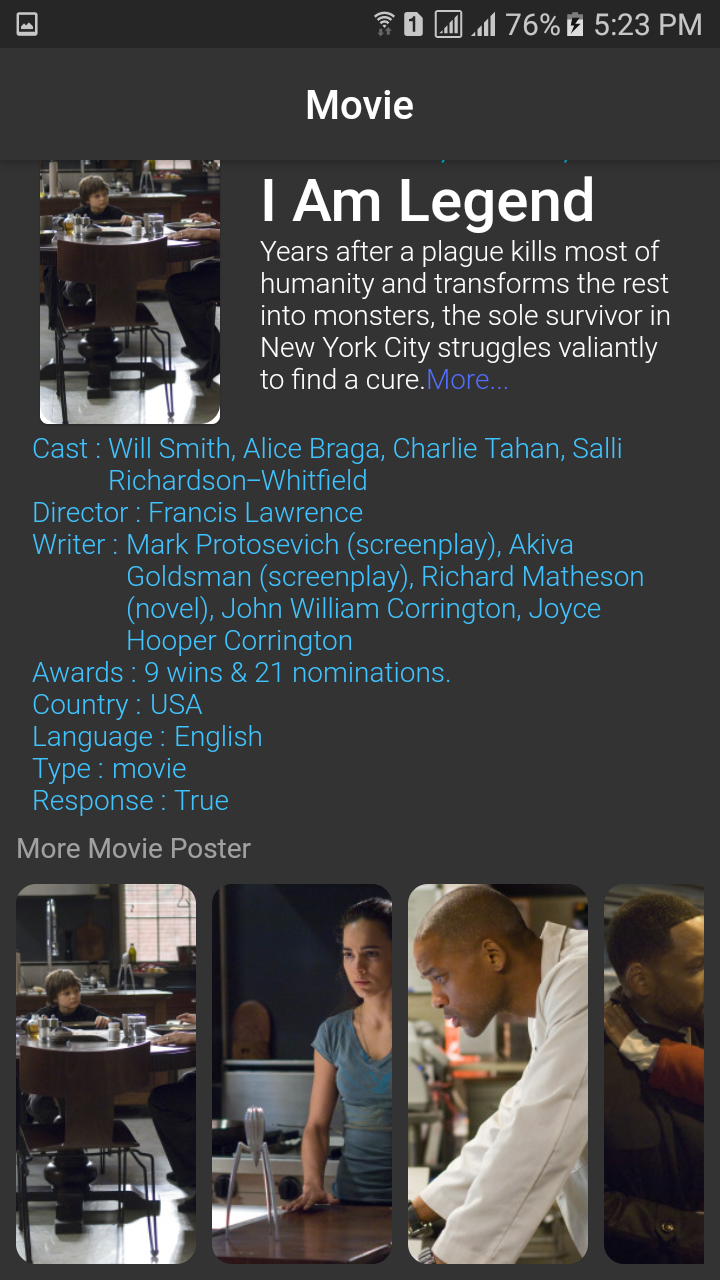 76% 5:23 PM
Movie
I Am Legend
Years after a plague kills most of
humanity and transforms the rest
into monsters, the sole survivor in
New York City struggles valiantly
to find a cure.More...
Cast : Will Smith, Alice Braga, Charlie Tahan, Salli
Richardson–Whitfield
Director : Francis Lawrence
Writer : Mark Protosevich (screenplay), Akiva
Goldsman (screenplay), Richard Matheson
(novel), John William Corrington, Joyce
Hooper Corrington
Awards : 9 wins & 21 nominations.
Country : USA
Language : English
Type : movie
Response : True
More Movie Poster